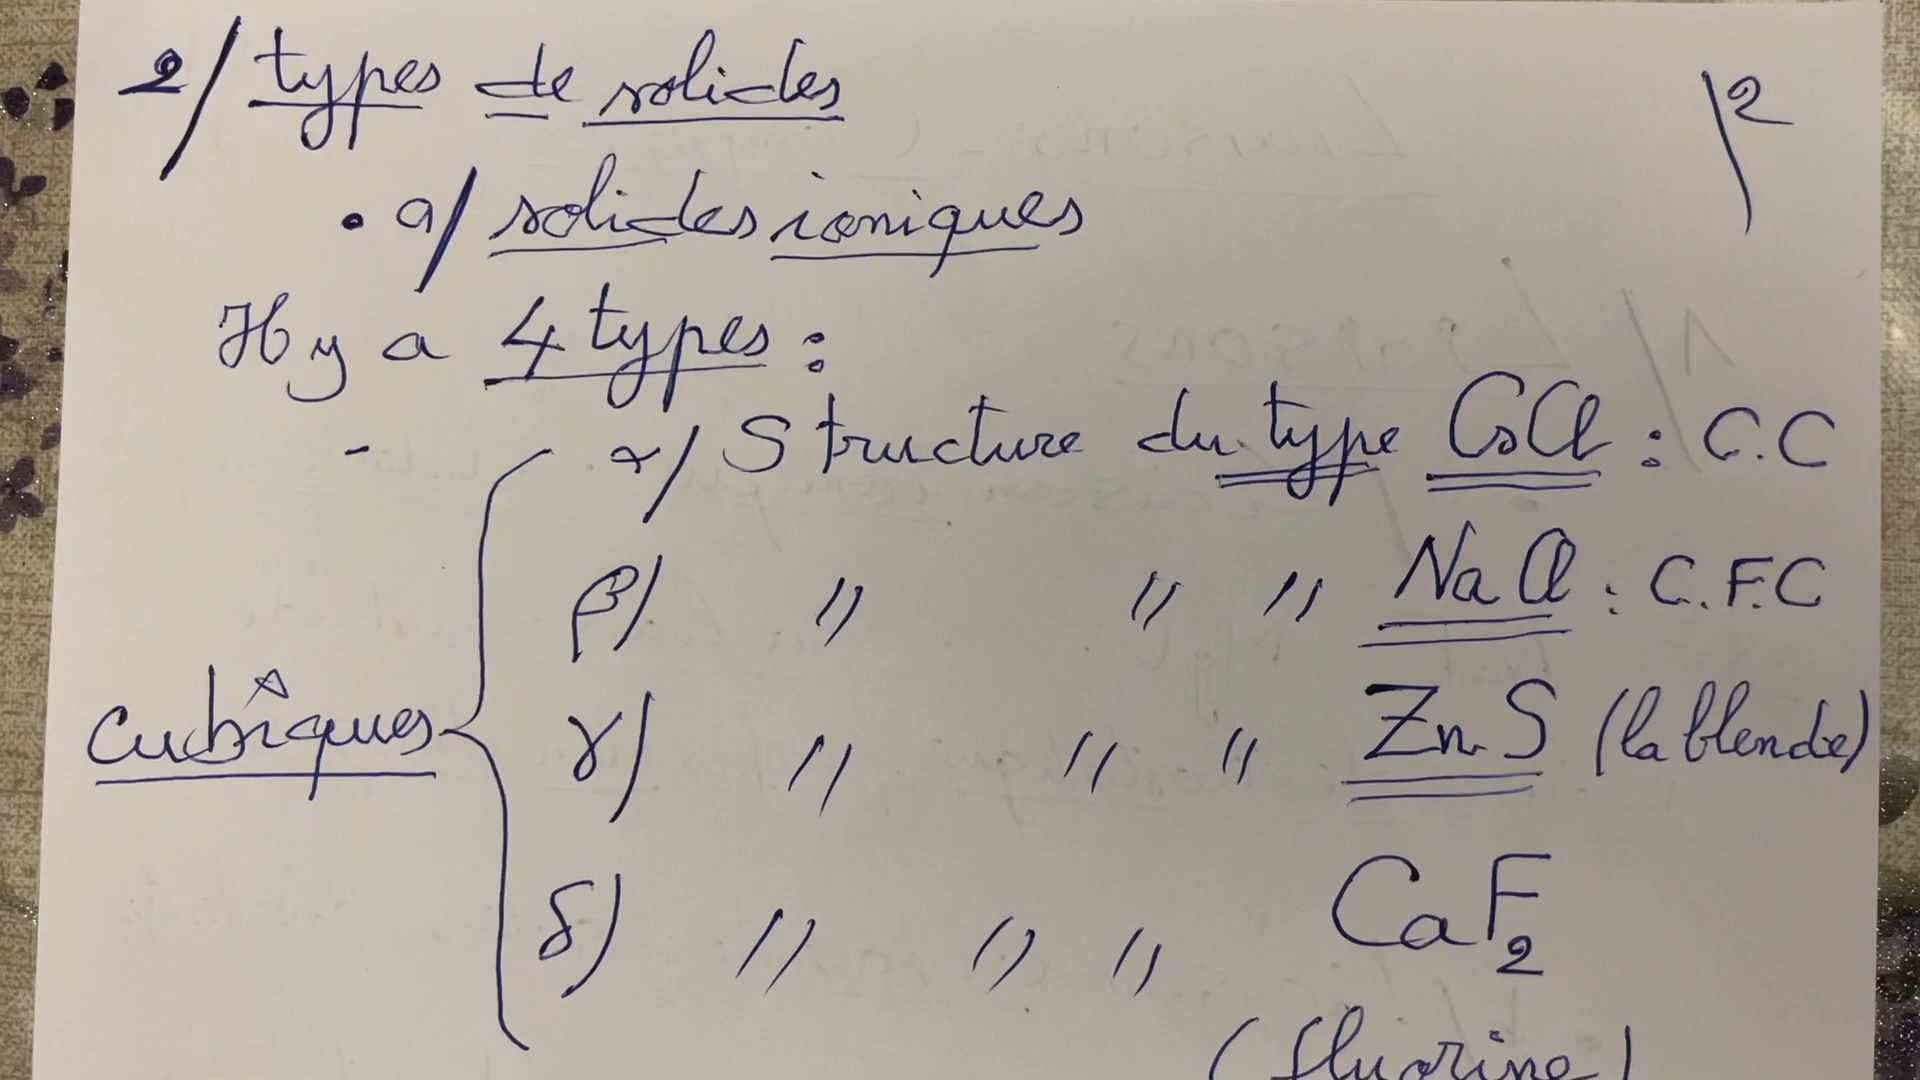 2/ types de solides
2
• a/ solides ioniques
Il y a 4 types :
- α/ Structure du type CsCl : C.C
β/ " " " NaCl : C.F.C
cubiques
γ/ " " " ZnS (la blende)
δ) " " " CaF2
(fluorine)